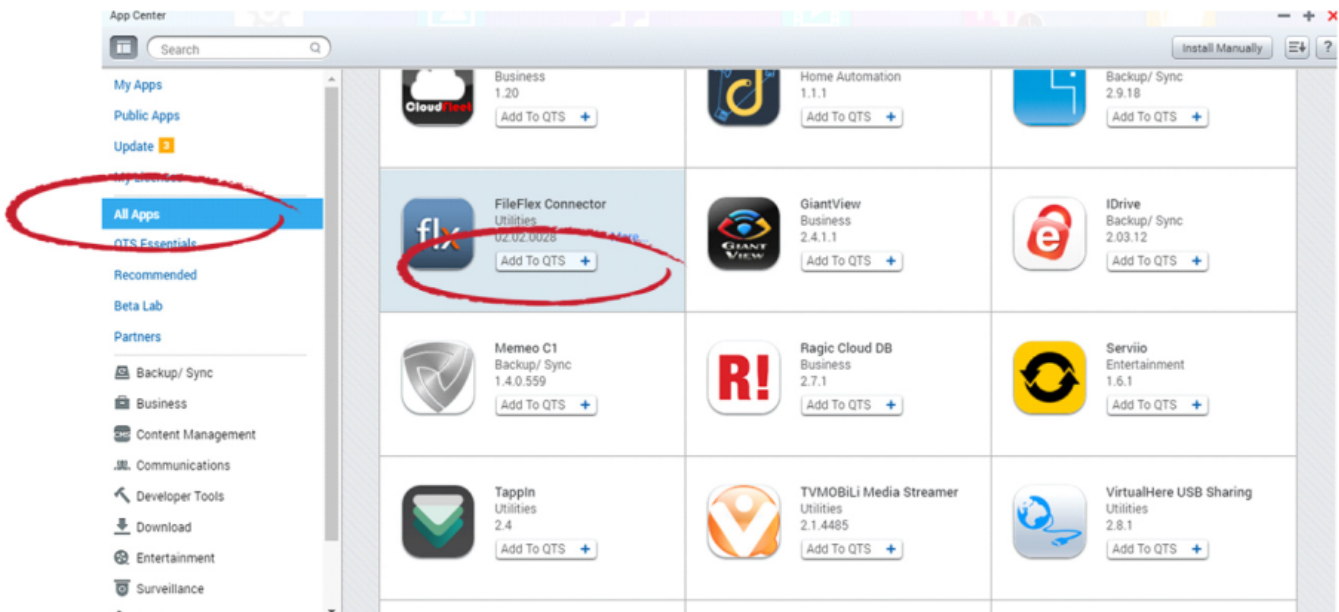 App Center
Search
Install Manually
?
My Apps
Public Apps
Update 3
My Licenses
All Apps
QTS Essentials
Recommended
Beta Lab
Partners
Backup/ Sync
Business
CMS Content Management
Communications
Developer Tools
Download
Entertainment
Surveillance
CloudFleet
Business
1.20
Add To QTS +
Home Automation
1.1.1
Add To QTS +
Backup/ Sync
2.9.18
Add To QTS +
flx
FileFlex Connector
Utilities
02.02.0028 More...
Add To QTS +
GIANT
VIEW
GiantView
Business
2.4.1.1
Add To QTS +
e
IDrive
Backup/ Sync
2.03.12
Add To QTS +
Memeo C1
Backup/ Sync
1.4.0.559
Add To QTS +
R!
Ragic Cloud DB
Business
2.7.1
Add To QTS +
Serviio
Entertainment
1.6.1
Add To QTS +
TappIn
Utilities
2.4
Add To QTS +
TVMOBiLi Media Streamer
Utilities
2.1.4485
Add To QTS +
VirtualHere USB Sharing
Utilities
2.8.1
Add To QTS +